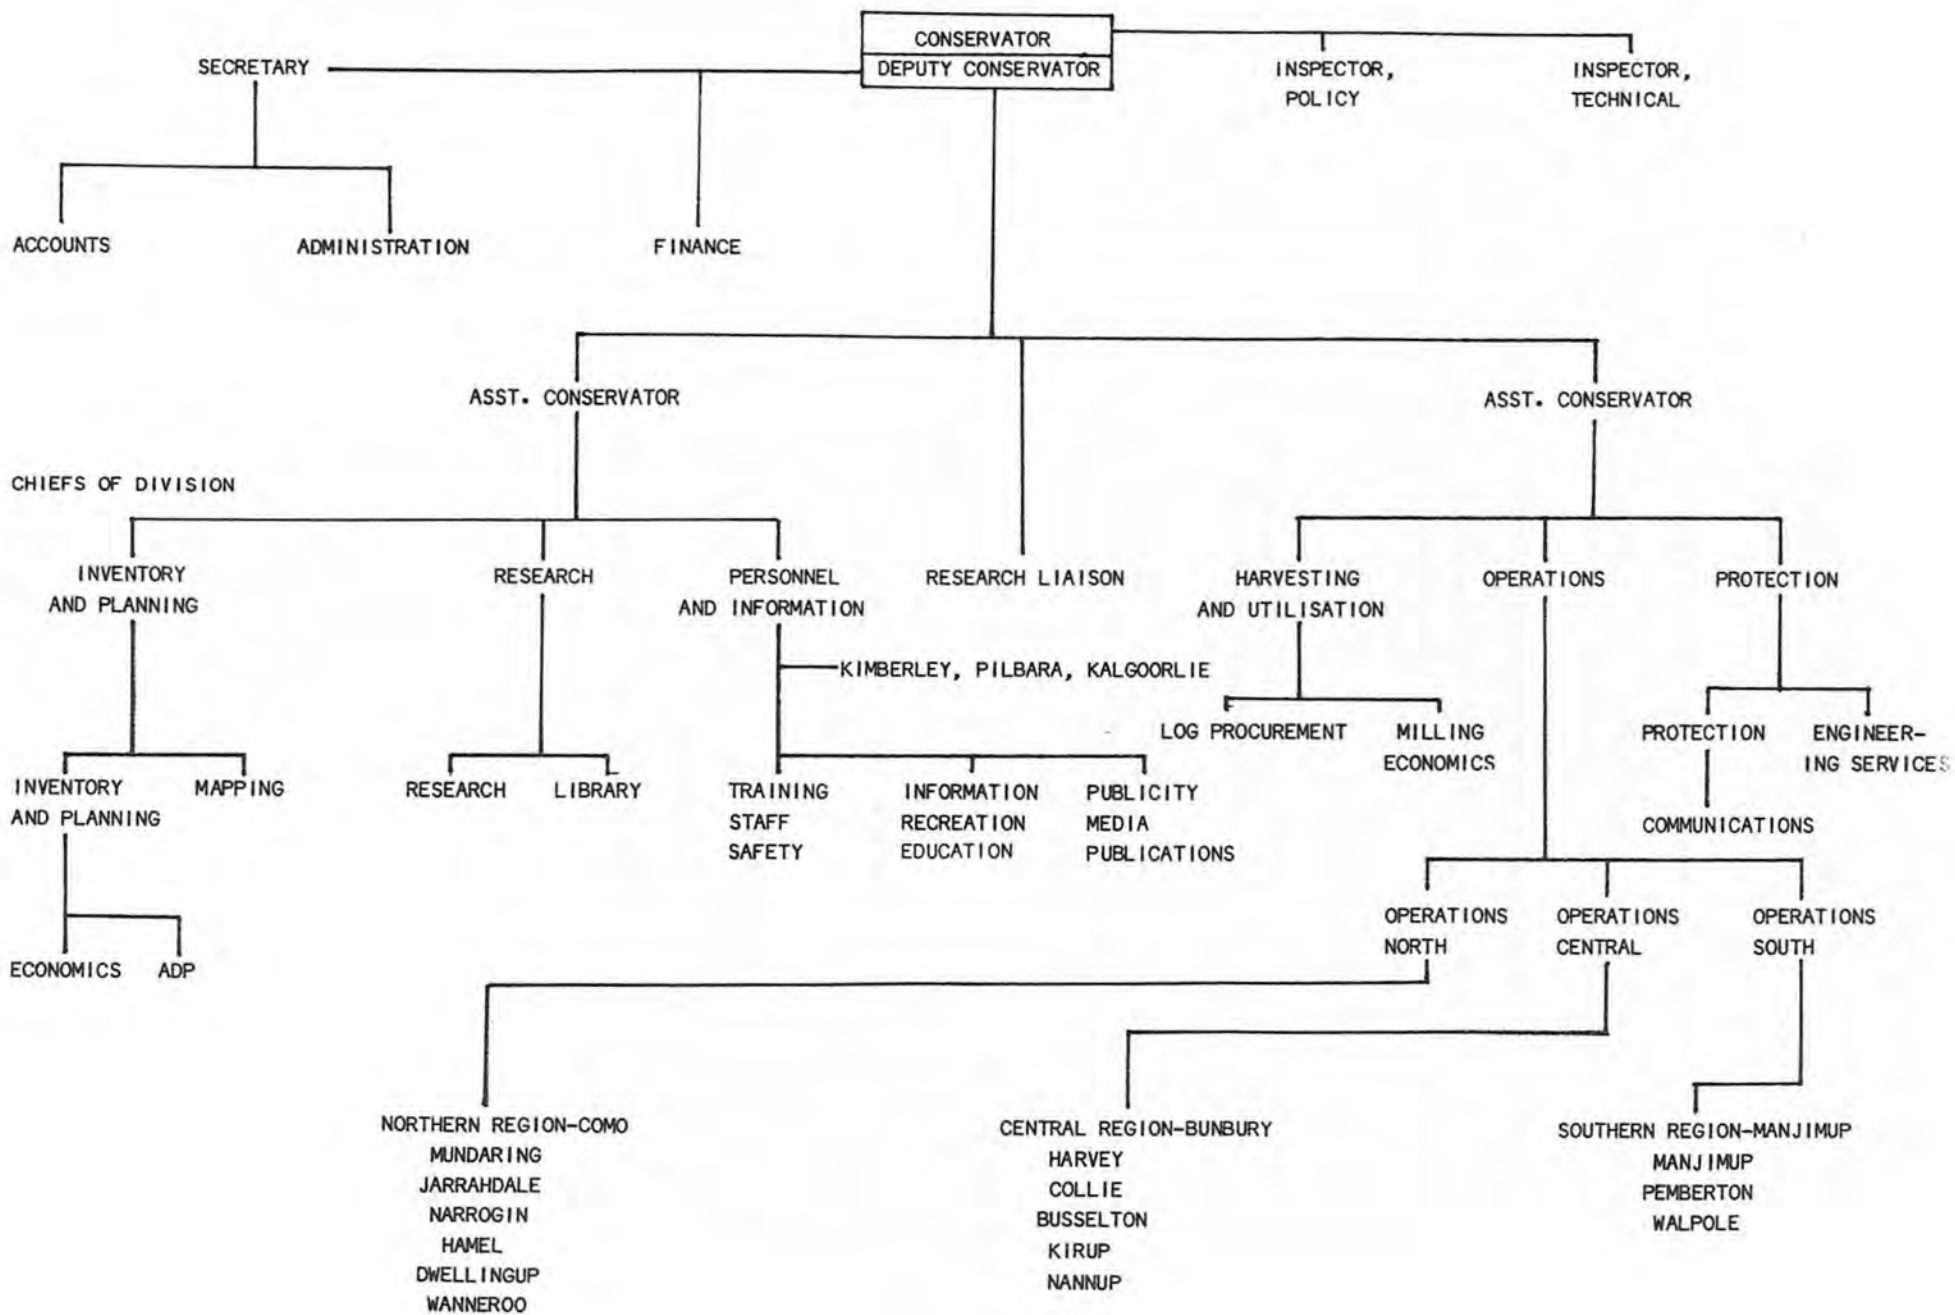 CONSERVATOR
DEPUTY CONSERVATOR
SECRETARY
INSPECTOR,
POLICY
INSPECTOR,
TECHNICAL
ACCOUNTS
ADMINISTRATION
FINANCE
ASST. CONSERVATOR
ASST. CONSERVATOR
CHIEFS OF DIVISION
INVENTORY
AND PLANNING
RESEARCH
PERSONNEL
AND INFORMATION
RESEARCH LIAISON
HARVESTING
AND UTILISATION
OPERATIONS
PROTECTION
KIMBERLEY, PILBARA, KALGOORLIE
LOG PROCUREMENT
MILLING
ECONOMICS
PROTECTION
ENGINEER-
ING SERVICES
INVENTORY
AND PLANNING
MAPPING
RESEARCH
LIBRARY
TRAINING
STAFF
SAFETY
INFORMATION
RECREATION
EDUCATION
PUBLICITY
MEDIA
PUBLICATIONS
COMMUNICATIONS
OPERATIONS
NORTH
OPERATIONS
CENTRAL
OPERATIONS
SOUTH
ECONOMICS
ADP
NORTHERN REGION-COMO
MUNDARING
JARRAHDALE
NARROGIN
HAMEL
DWELLINGUP
WANNEROO
CENTRAL REGION-BUNBURY
HARVEY
COLLIE
BUSSELTON
KIRUP
NANNUP
SOUTHERN REGION-MANJIMUP
MANJIMUP
PEMBERTON
WALPOLE